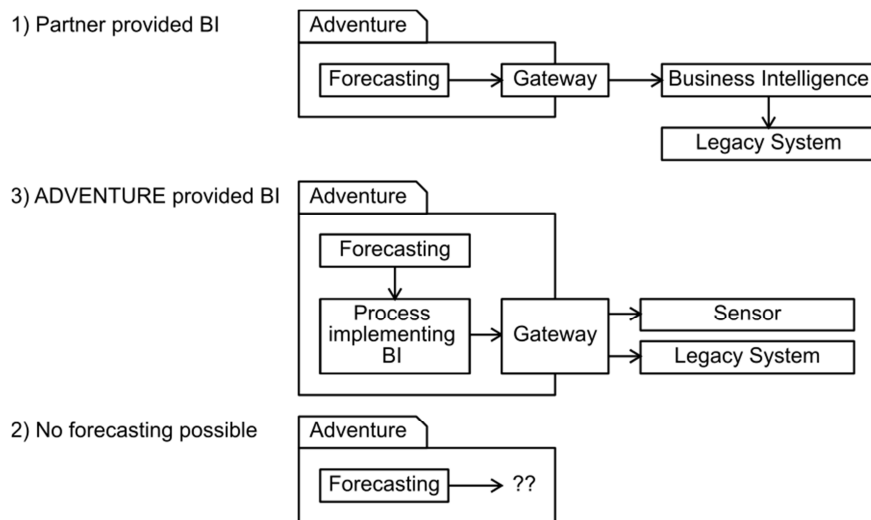 1) Partner provided BI
Adventure
Forecasting
Gateway
Business Intelligence
Legacy System
3) ADVENTURE provided BI
Adventure
Forecasting
Process
implementing
BI
Gateway
Sensor
Legacy System
2) No forecasting possible
Adventure
Forecasting
??